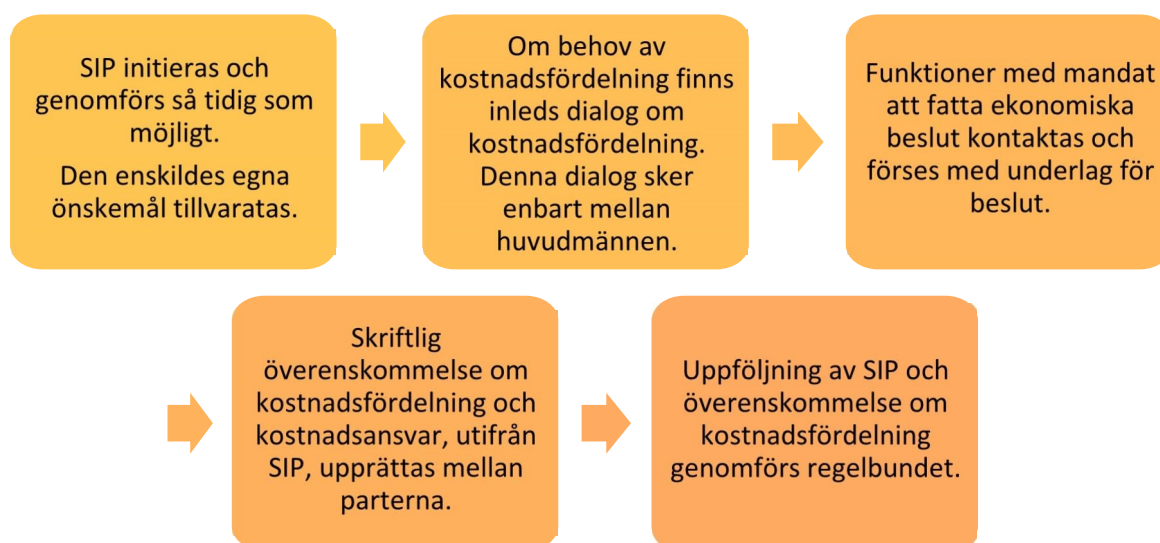 SIP initieras och
genomförs så tidig som
möjligt.
Den enskildes egna
önskemål tillvaratas.
Om behov av
kostnadsfördelning finns
inleds dialog om
kostnadsfördelning.
Denna dialog sker
enbart mellan
huvudmännen.
Funktioner med mandat
att fatta ekonomiska
beslut kontaktas och
förses med underlag för
beslut.
Skriftlig
överenskommelse om
kostnadsfördelning och
kostnadsansvar, utifrån
SIP, upprättas mellan
parterna.
Uppföljning av SIP och
överenskommelse om
kostnadsfördelning
genomförs regelbundet.